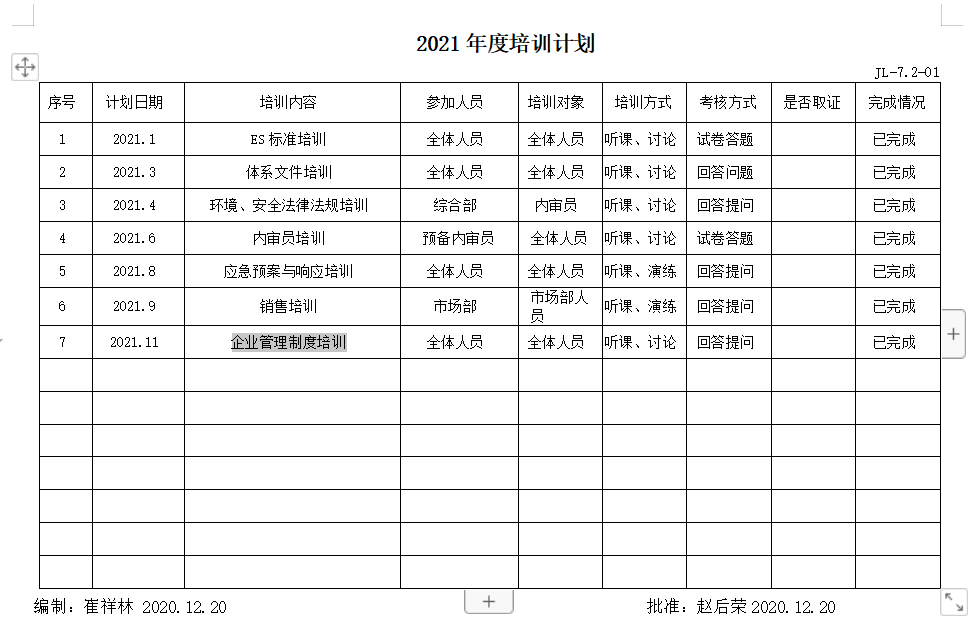 2021 年度培训计划
JL-7.2-01
序号 计划日期 培训内容 参加人员 培训对象 培训方式 考核方式 是否取证 完成情况
1 2021.1 ES 标准培训 全体人员 全体人员 听课、讨论 试卷答题 已完成
2 2021.3 体系文件培训 全体人员 全体人员 听课、讨论 回答问题 已完成
3 2021.4 环境、安全法律法规培训 综合部 内审员 听课、讨论 回答提问 已完成
4 2021.6 内审员培训 预备内审员 全体人员 听课、讨论 试卷答题 已完成
5 2021.8 应急预案与响应培训 全体人员 全体人员 听课、演练 回答提问 已完成
6 2021.9 销售培训 市场部 市场部人员 听课、演练 回答提问 已完成
7 2021.11 企业管理制度培训 全体人员 全体人员 听课、讨论 回答提问 已完成
编制：崔祥林 2020.12.20 批准：赵后荣 2020.12.20